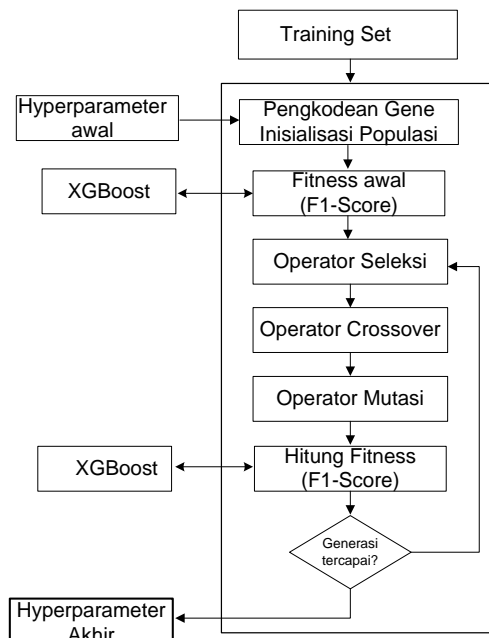 Training Set
Hyperparameter
awal
Pengkodean Gene
Inisialisasi Populasi
XGBoost
Fitness awal
(F1-Score)
Operator Seleksi
Operator Crossover
Operator Mutasi
XGBoost
Hitung Fitness
(F1-Score)
Generasi
tercapai?
Hyperparameter
Akhir